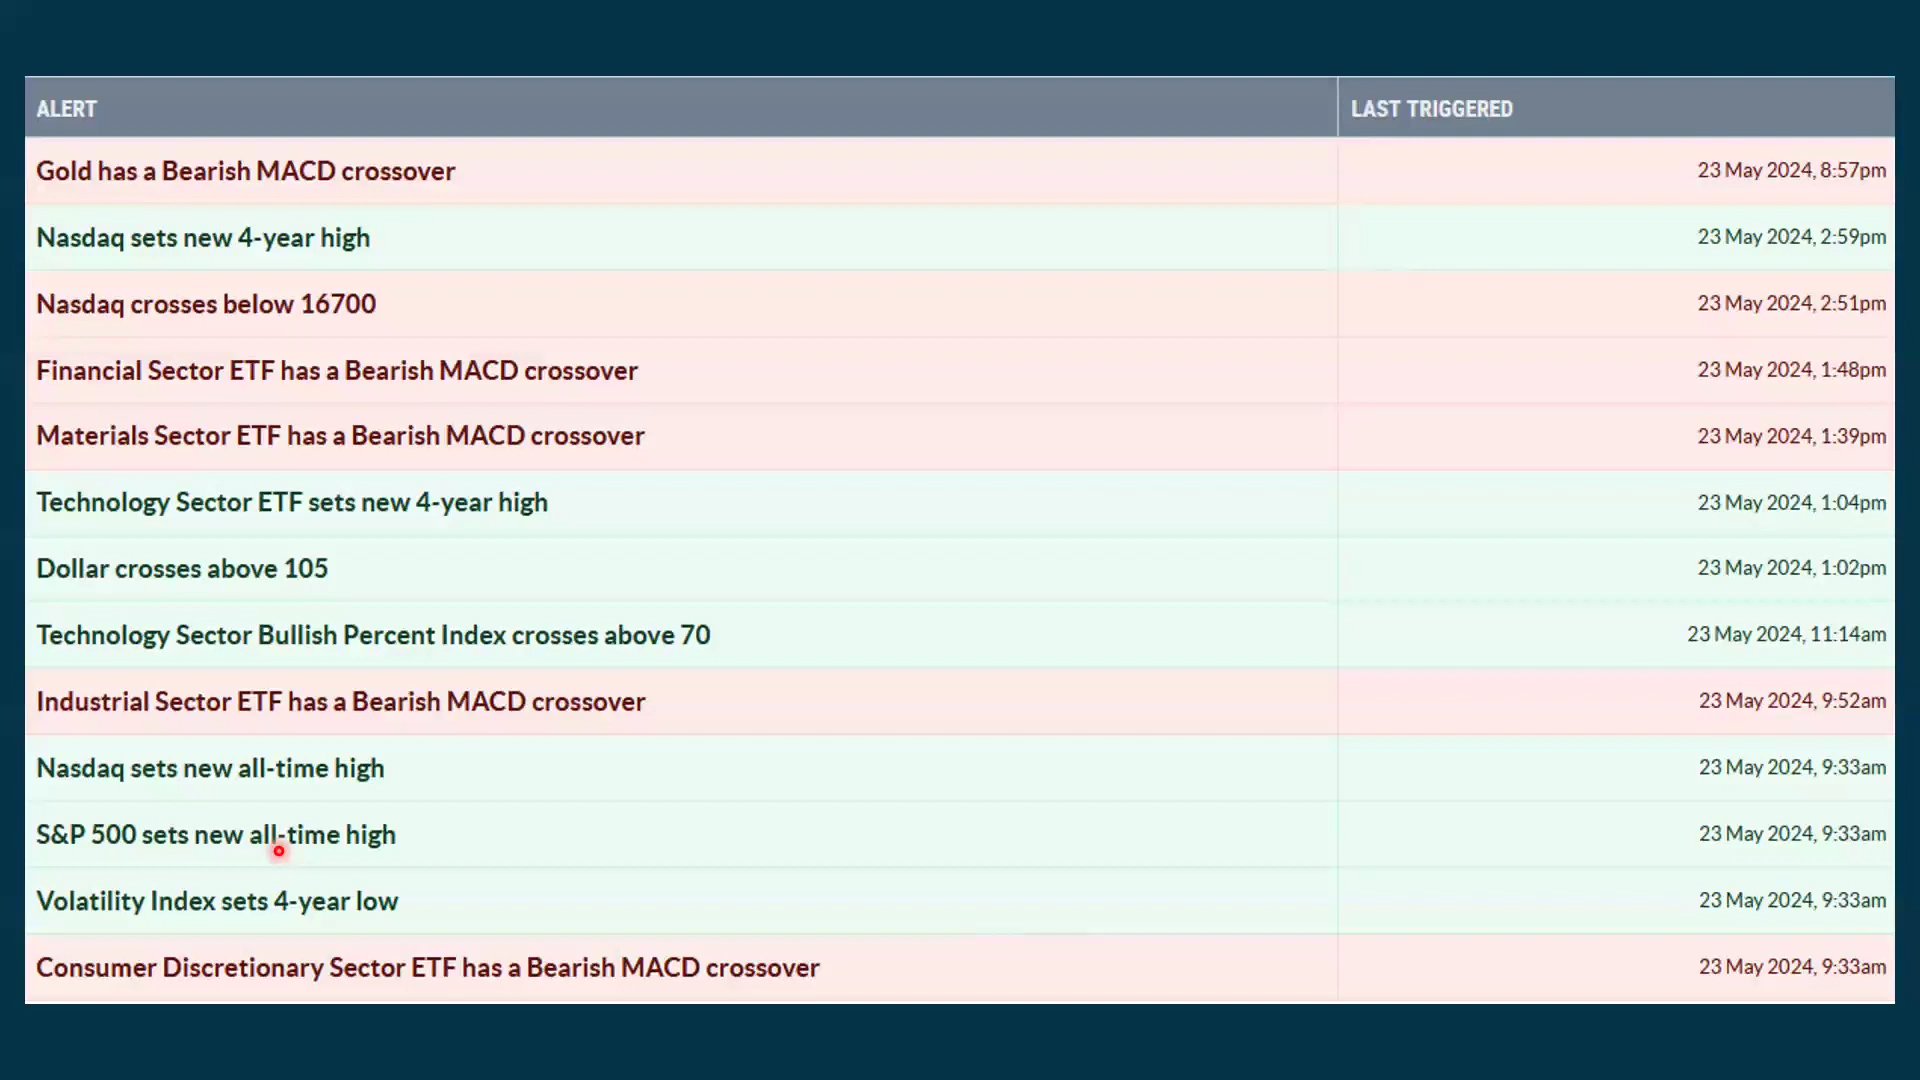 ALERT LAST TRIGGERED
Gold has a Bearish MACD crossover 23 May 2024, 8:57pm
Nasdaq sets new 4-year high 23 May 2024, 2:59pm
Nasdaq crosses below 16700 23 May 2024, 2:51pm
Financial Sector ETF has a Bearish MACD crossover 23 May 2024, 1:48pm
Materials Sector ETF has a Bearish MACD crossover 23 May 2024, 1:39pm
Technology Sector ETF sets new 4-year high 23 May 2024, 1:04pm
Dollar crosses above 105 23 May 2024, 1:02pm
Technology Sector Bullish Percent Index crosses above 70 23 May 2024, 11:14am
Industrial Sector ETF has a Bearish MACD crossover 23 May 2024, 9:52am
Nasdaq sets new all-time high 23 May 2024, 9:33am
S&P 500 sets new all-time high 23 May 2024, 9:33am
Volatility Index sets 4-year low 23 May 2024, 9:33am
Consumer Discretionary Sector ETF has a Bearish MACD crossover 23 May 2024, 9:33am